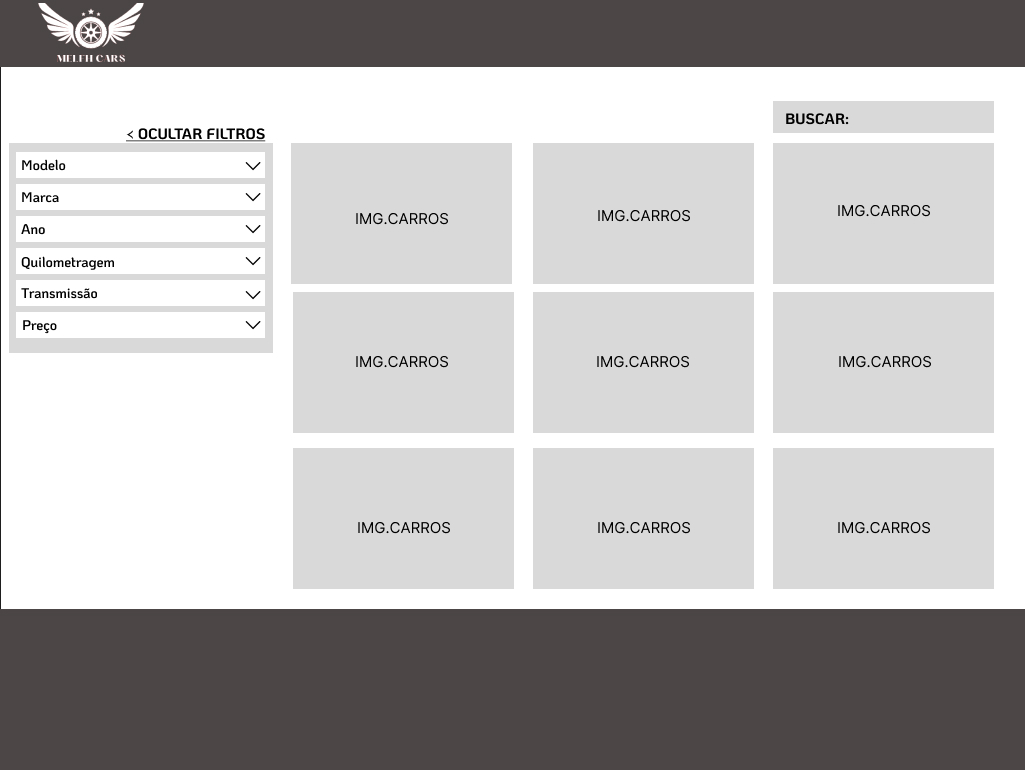 MELFH CARS
BUSCAR:
< OCULTAR FILTROS
Modelo
Marca
Ano
Quilometragem
Transmissão
Preço
IMG.CARROS
IMG.CARROS
IMG.CARROS
IMG.CARROS
IMG.CARROS
IMG.CARROS
IMG.CARROS
IMG.CARROS
IMG.CARROS